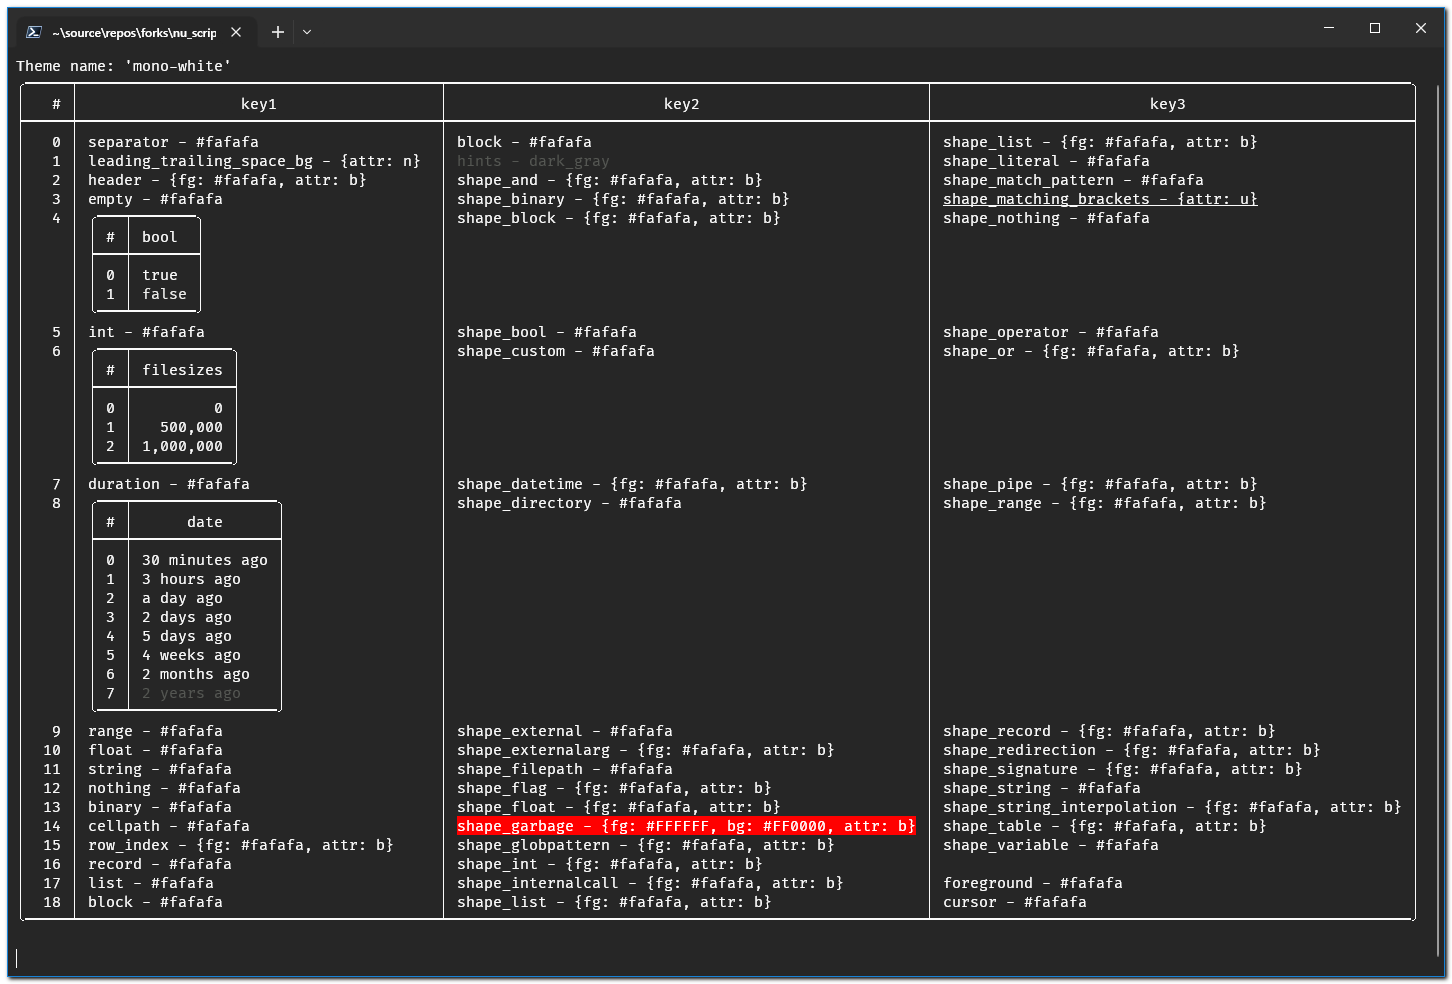 ~\source\repos\forks\nu_scrip
Theme name: 'mono-white'
# key1 key2 key3
0 separator - #fafafa block - #fafafa shape_list - {fg: #fafafa, attr: b}
1 leading_trailing_space_bg - {attr: n} hints - dark_gray shape_literal - #fafafa
2 header - {fg: #fafafa, attr: b} shape_and - {fg: #fafafa, attr: b} shape_match_pattern - #fafafa
3 empty - #fafafa shape_binary - {fg: #fafafa, attr: b} shape_matching_brackets - {attr: u}
4 shape_block - {fg: #fafafa, attr: b} shape_nothing - #fafafa
# bool
0 true
1 false
5 int - #fafafa shape_bool - #fafafa shape_operator - #fafafa
6 shape_custom - #fafafa shape_or - {fg: #fafafa, attr: b}
# filesizes
0 0
1 500,000
2 1,000,000
7 duration - #fafafa shape_datetime - {fg: #fafafa, attr: b} shape_pipe - {fg: #fafafa, attr: b}
8 shape_directory - #fafafa shape_range - {fg: #fafafa, attr: b}
# date
0 30 minutes ago
1 3 hours ago
2 a day ago
3 2 days ago
4 5 days ago
5 4 weeks ago
6 2 months ago
7 2 years ago
9 range - #fafafa shape_external - #fafafa shape_record - {fg: #fafafa, attr: b}
10 float - #fafafa shape_externalarg - {fg: #fafafa, attr: b} shape_redirection - {fg: #fafafa, attr: b}
11 string - #fafafa shape_filepath - #fafafa shape_signature - {fg: #fafafa, attr: b}
12 nothing - #fafafa shape_flag - {fg: #fafafa, attr: b} shape_string - #fafafa
13 binary - #fafafa shape_float - {fg: #fafafa, attr: b} shape_string_interpolation - {fg: #fafafa, attr: b}
14 cellpath - #fafafa shape_garbage - {fg: #FFFFFF, bg: #FF0000, attr: b} shape_table - {fg: #fafafa, attr: b}
15 row_index - {fg: #fafafa, attr: b} shape_globpattern - {fg: #fafafa, attr: b} shape_variable - #fafafa
16 record - #fafafa shape_int - {fg: #fafafa, attr: b}
17 list - #fafafa shape_internalcall - {fg: #fafafa, attr: b} foreground - #fafafa
18 block - #fafafa shape_list - {fg: #fafafa, attr: b} cursor - #fafafa